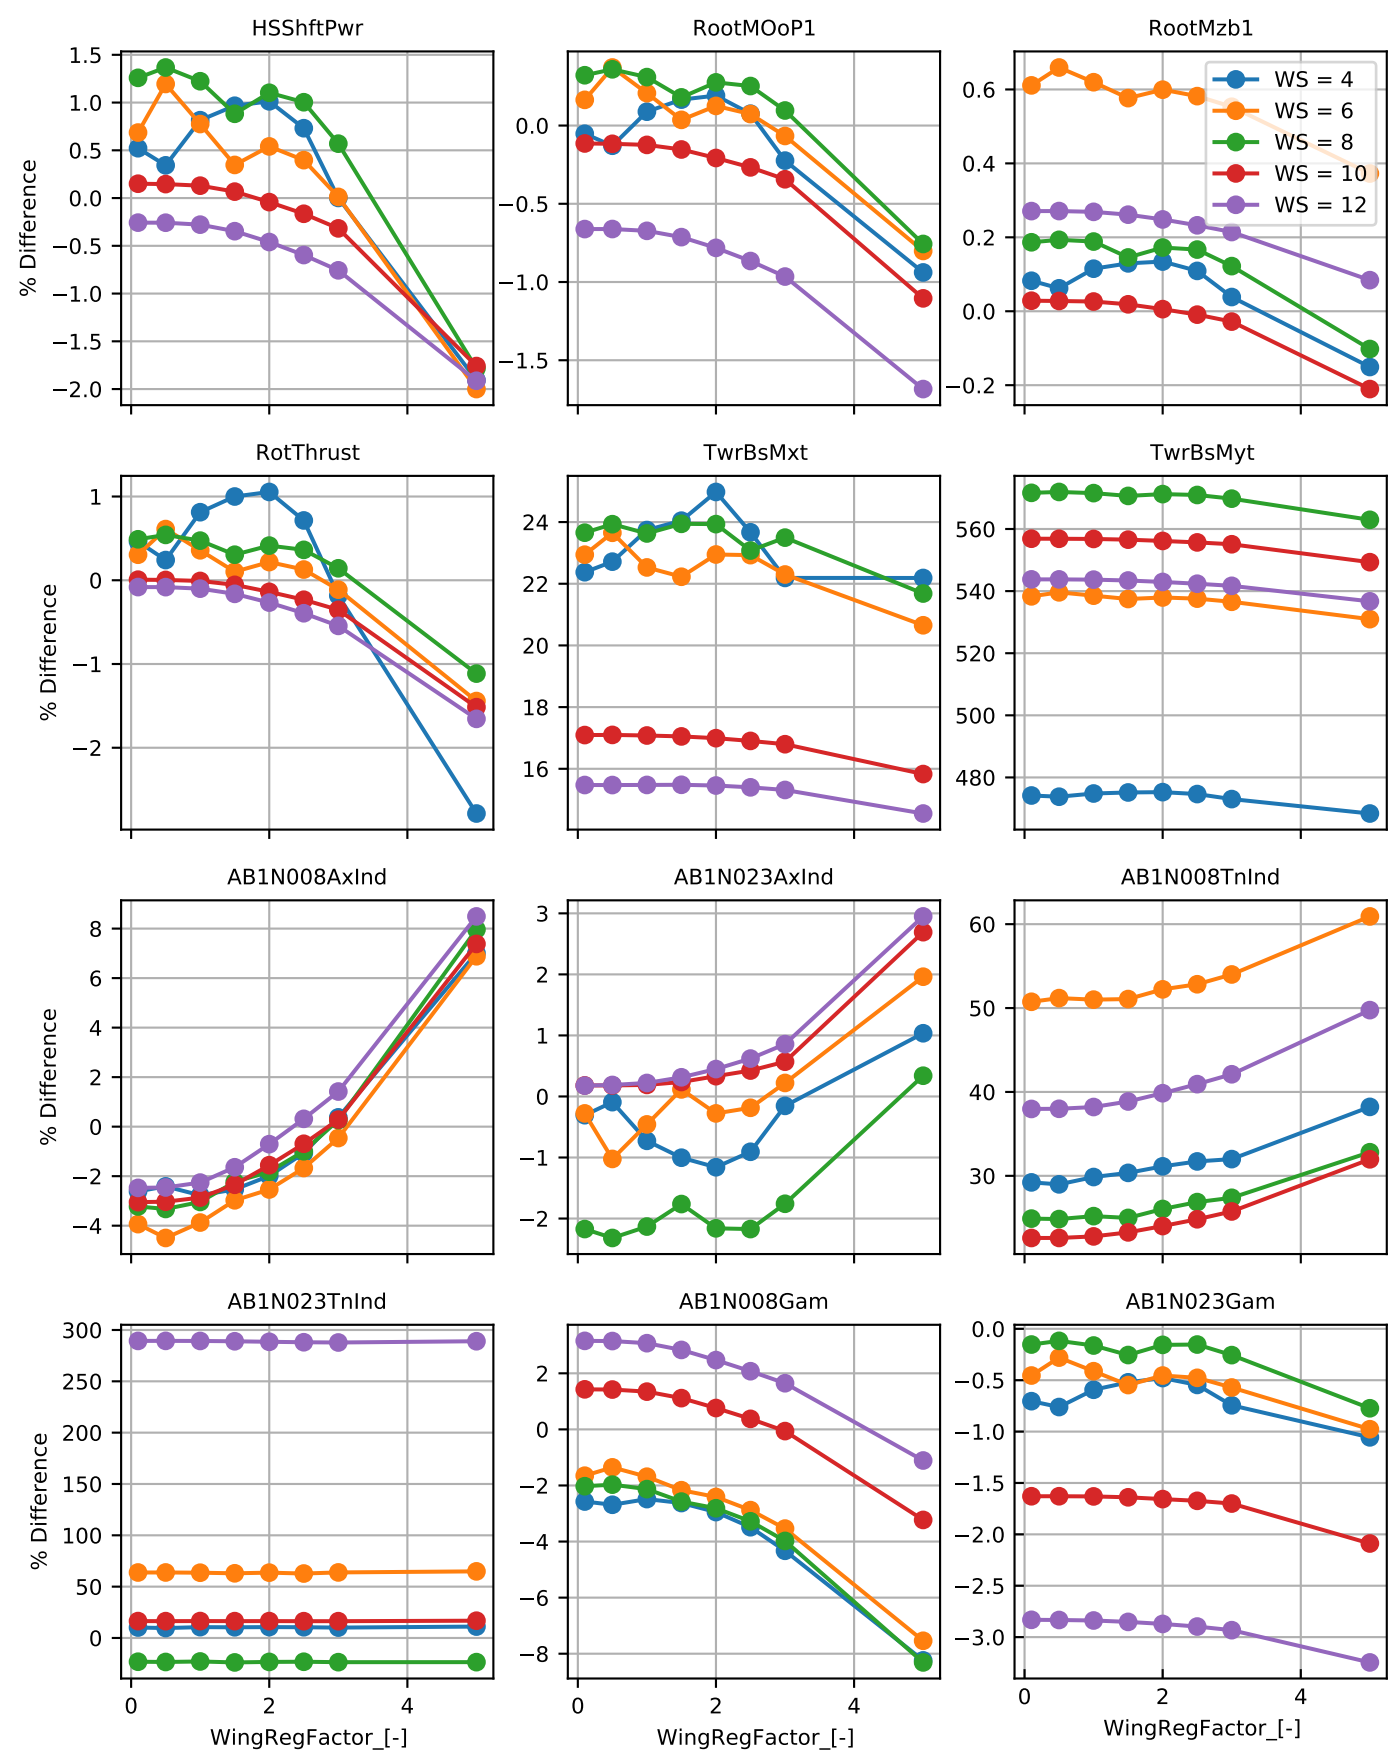 HSShftPwr
RootMOoP1
RootMzb1
% Difference
1.5
1.0
0.5
0.0
−0.5
−1.0
−1.5
−2.0
0.0
−0.5
−1.0
−1.5
0.6
0.4
0.2
0.0
−0.2
WS = 4
WS = 6
WS = 8
WS = 10
WS = 12
RotThrust
TwrBsMxt
TwrBsMyt
% Difference
1
0
−1
−2
24
22
20
18
16
560
540
520
500
480
AB1N008AxInd
AB1N023AxInd
AB1N008TnInd
% Difference
8
6
4
2
0
−2
−4
3
2
1
0
−1
−2
60
50
40
30
AB1N023TnInd
AB1N008Gam
AB1N023Gam
% Difference
300
250
200
150
100
50
0
2
0
−2
−4
−6
−8
0.0
−0.5
−1.0
−1.5
−2.0
−2.5
−3.0
0 2 4
0 2 4
0 2 4
WingRegFactor_[-]
WingRegFactor_[-]
WingRegFactor_[-]